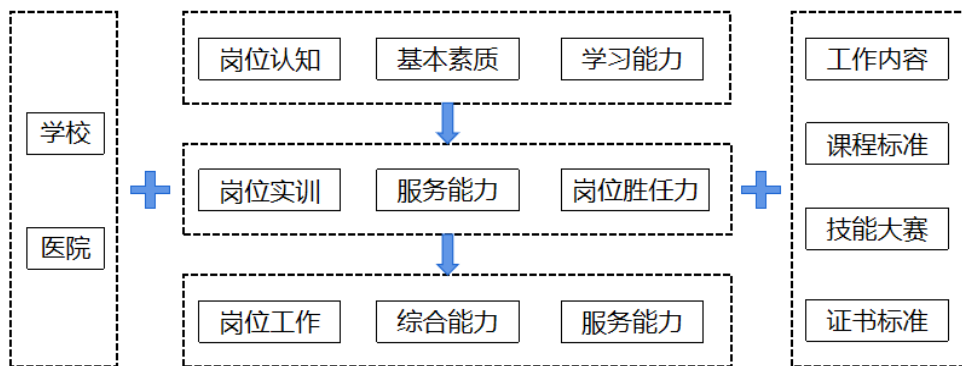 学校
医院
岗位认知 基本素质 学习能力
岗位实训 服务能力 岗位胜任力
岗位工作 综合能力 服务能力
工作内容
课程标准
技能大赛
证书标准